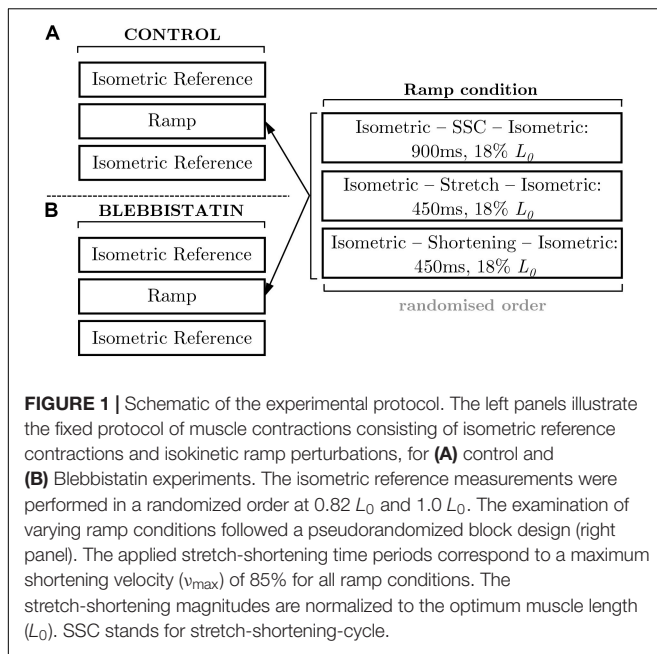 A
CONTROL
Isometric Reference
Ramp
Isometric Reference
B
BLEBBISTATIN
Isometric Reference
Ramp
Isometric Reference
Ramp condition
Isometric – SSC – Isometric:
900ms, 18% L0
Isometric – Stretch – Isometric:
450ms, 18% L0
Isometric – Shortening – Isometric:
450ms, 18% L0
randomised order
FIGURE 1 | Schematic of the experimental protocol. The left panels illustrate
the fixed protocol of muscle contractions consisting of isometric reference
contractions and isokinetic ramp perturbations, for (A) control and
(B) Blebbistatin experiments. The isometric reference measurements were
performed in a randomized order at 0.82 L0 and 1.0 L0. The examination of
varying ramp conditions followed a pseudorandomized block design (right
panel). The applied stretch-shortening time periods correspond to a maximum
shortening velocity (vmax) of 85% for all ramp conditions. The
stretch-shortening magnitudes are normalized to the optimum muscle length
(L0). SSC stands for stretch-shortening-cycle.